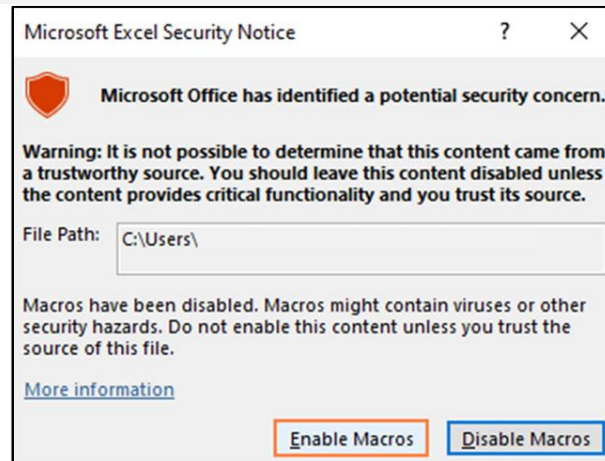 Microsoft Excel Security Notice ? X
Microsoft Office has identified a potential security concern.
Warning: It is not possible to determine that this content came from
a trustworthy source. You should leave this content disabled unless
the content provides critical functionality and you trust its source.
File Path: C:\Users\
Macros have been disabled. Macros might contain viruses or other
security hazards. Do not enable this content unless you trust the
source of this file.
More information
Enable Macros Disable Macros